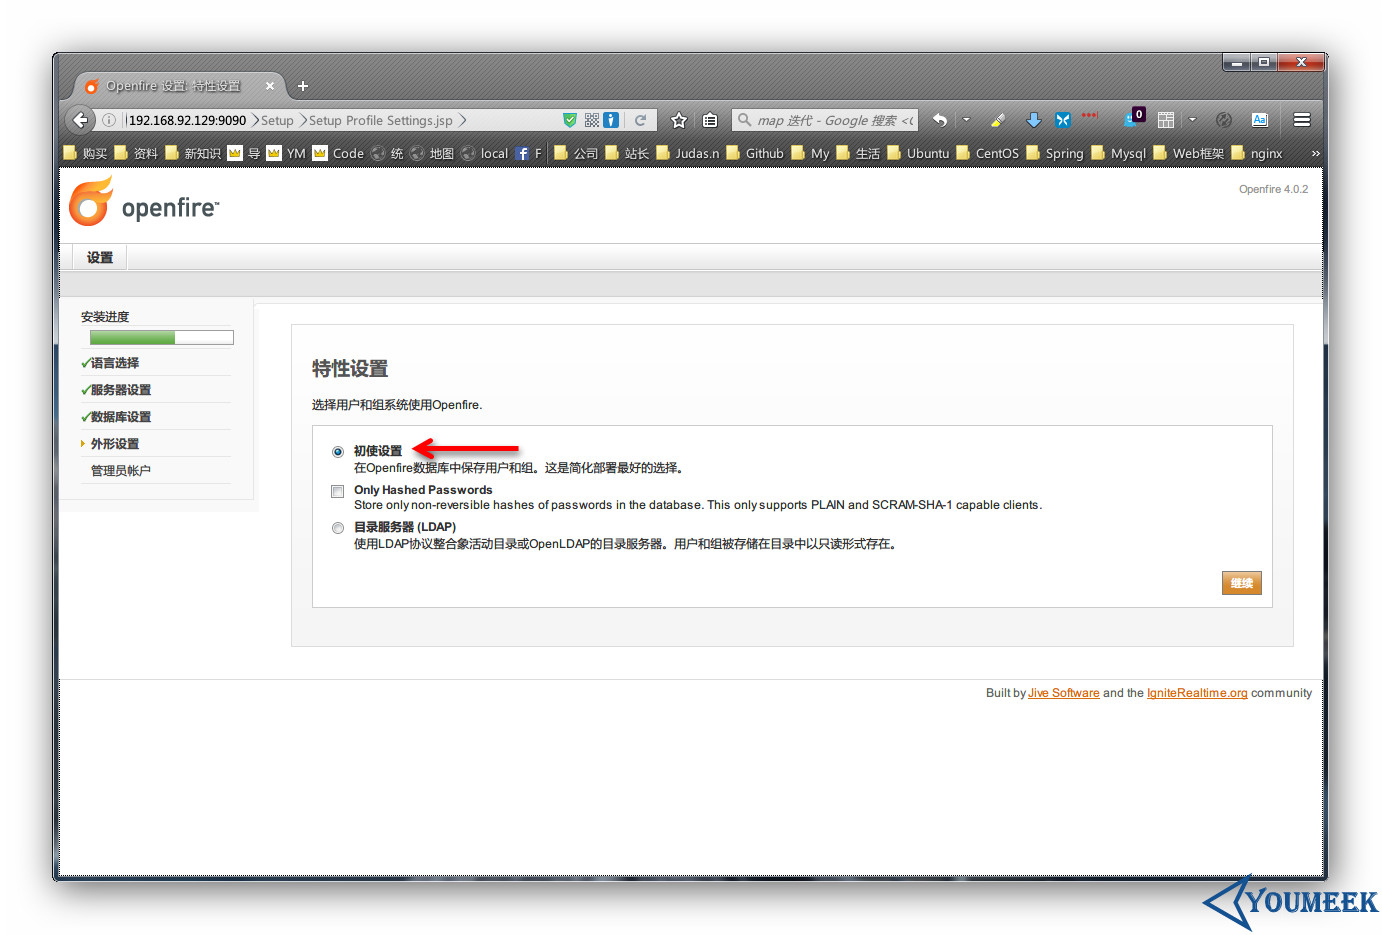 Openfire 设置: 特性设置
192.168.92.129:9090 Setup Setup Profile Settings.jsp
map 迭代 - Google 搜索
0
Aa
购买 资料 新知识 导 YM Code 统 地图 local F 公司 站长 Judas.n Github My 生活 Ubuntu CentOS Spring Mysql Web框架 nginx »
openfire™
Openfire 4.0.2
设置
安装进度
语言选择
服务器设置
数据库设置
外形设置
管理员帐户
特性设置
选择用户和组系统使用Openfire.
初使设置
在Openfire数据库中保存用户和组。这是简化部署最好的选择。
Only Hashed Passwords
Store only non-reversible hashes of passwords in the database. This only supports PLAIN and SCRAM-SHA-1 capable clients.
目录服务器 (LDAP)
使用LDAP协议整合象活动目录或OpenLDAP的目录服务器。用户和组被存储在目录中以只读形式存在。
继续
Built by Jive Software and the IgniteRealtime.org community
YOUMEEK